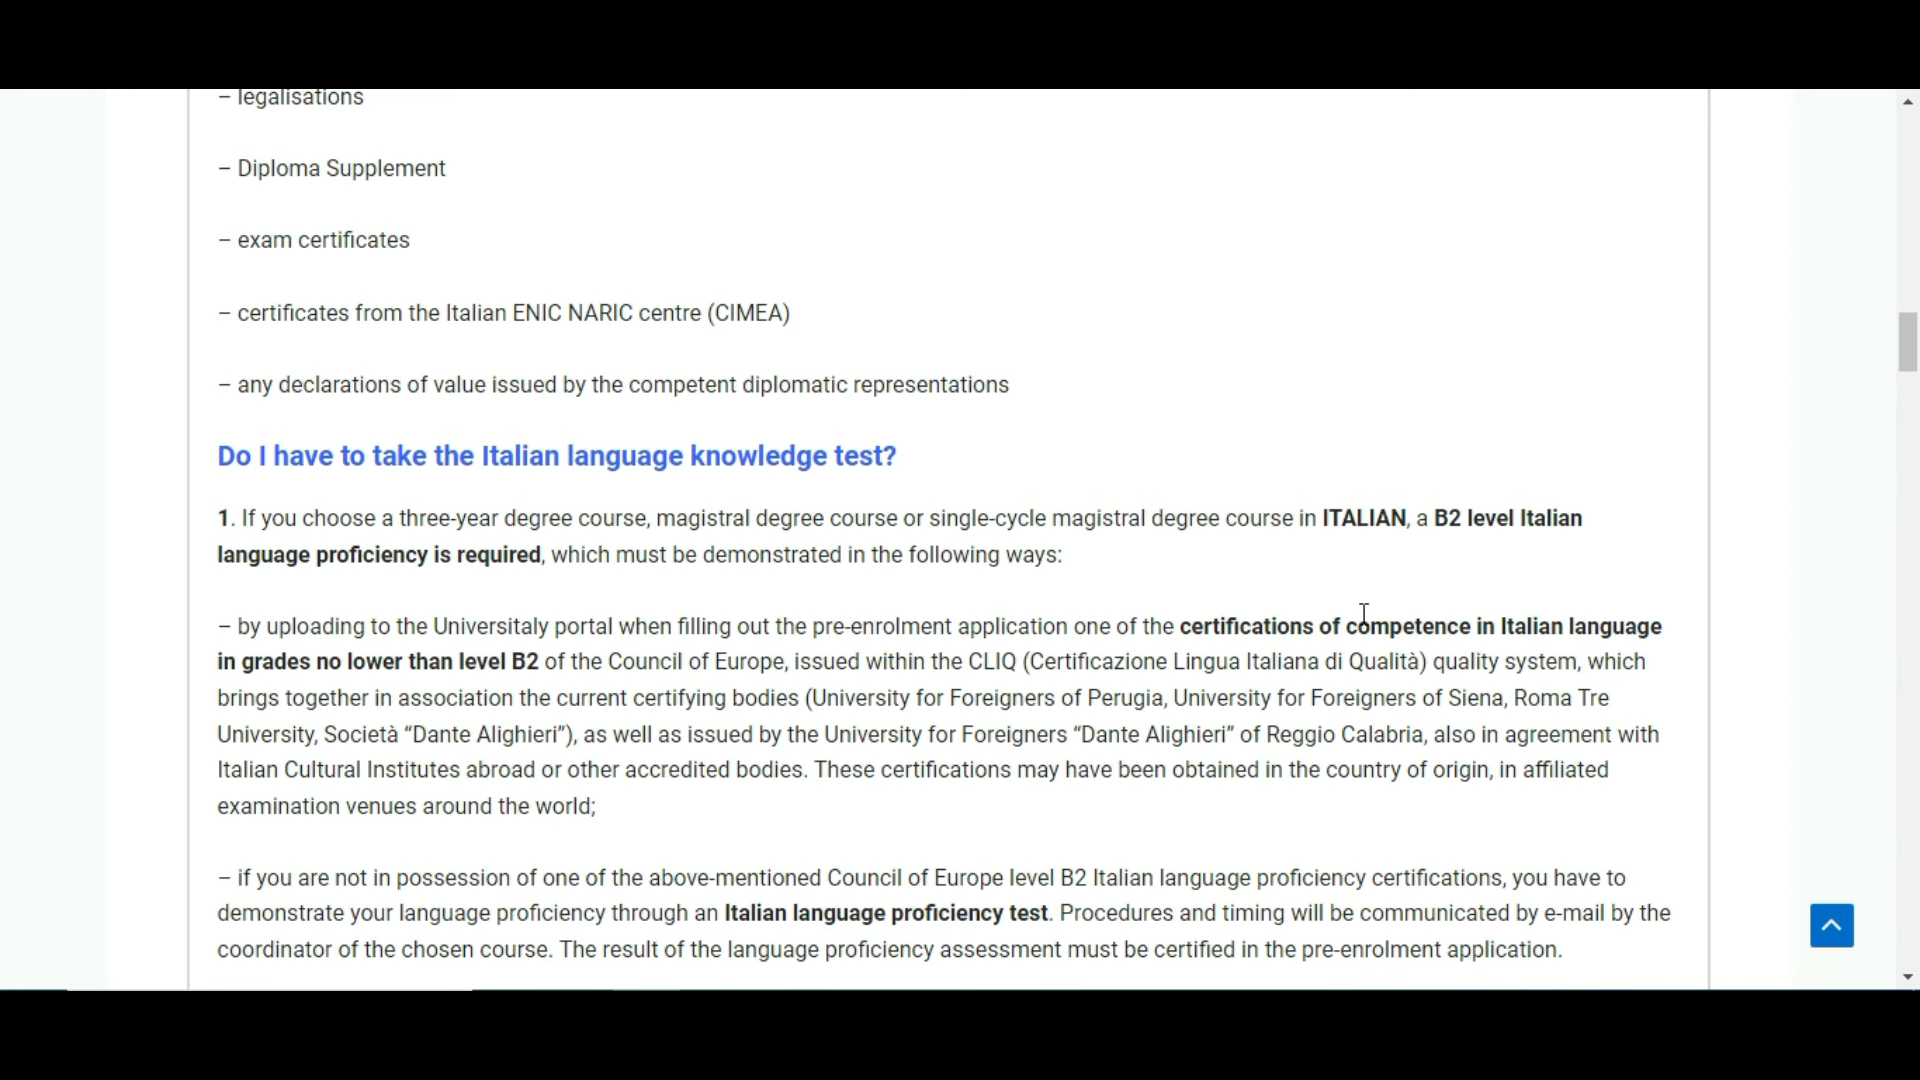 – legalisations
– Diploma Supplement
– exam certificates
– certificates from the Italian ENIC NARIC centre (CIMEA)
– any declarations of value issued by the competent diplomatic representations
Do I have to take the Italian language knowledge test?
1. If you choose a three-year degree course, magistral degree course or single-cycle magistral degree course in ITALIAN, a B2 level Italian
language proficiency is required, which must be demonstrated in the following ways:
– by uploading to the Universitaly portal when filling out the pre-enrolment application one of the certifications of competence in Italian language
in grades no lower than level B2 of the Council of Europe, issued within the CLIQ (Certificazione Lingua Italiana di Qualità) quality system, which
brings together in association the current certifying bodies (University for Foreigners of Perugia, University for Foreigners of Siena, Roma Tre
University, Società “Dante Alighieri”), as well as issued by the University for Foreigners “Dante Alighieri” of Reggio Calabria, also in agreement with
Italian Cultural Institutes abroad or other accredited bodies. These certifications may have been obtained in the country of origin, in affiliated
examination venues around the world;
– if you are not in possession of one of the above-mentioned Council of Europe level B2 Italian language proficiency certifications, you have to
demonstrate your language proficiency through an Italian language proficiency test. Procedures and timing will be communicated by e-mail by the
coordinator of the chosen course. The result of the language proficiency assessment must be certified in the pre-enrolment application.